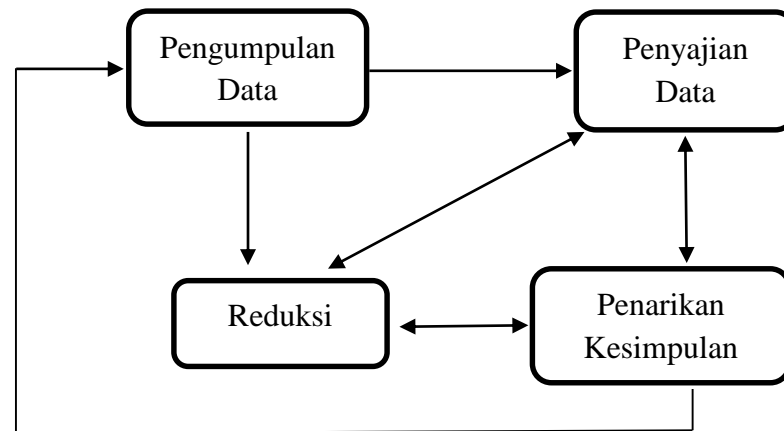 Pengumpulan
Data
Penyajian
Data
Reduksi
Penarikan
Kesimpulan